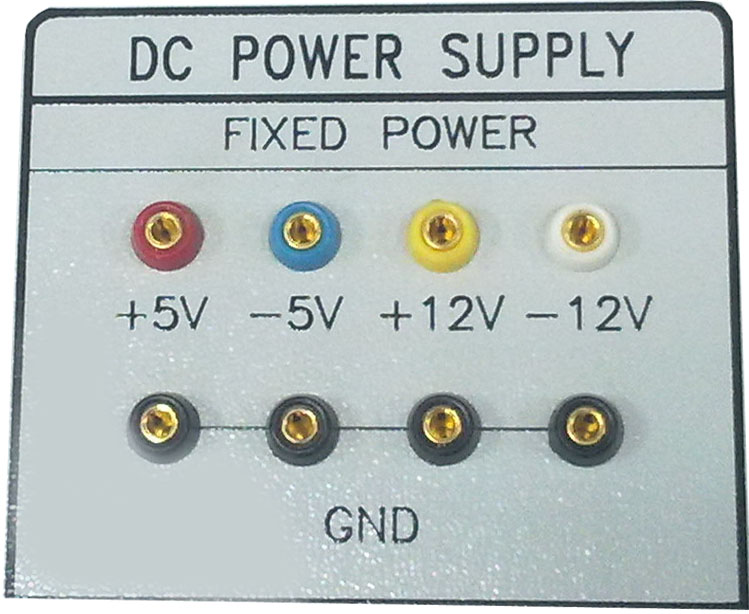 DC POWER SUPPLY
FIXED POWER
+5V -5V +12V -12V
GND